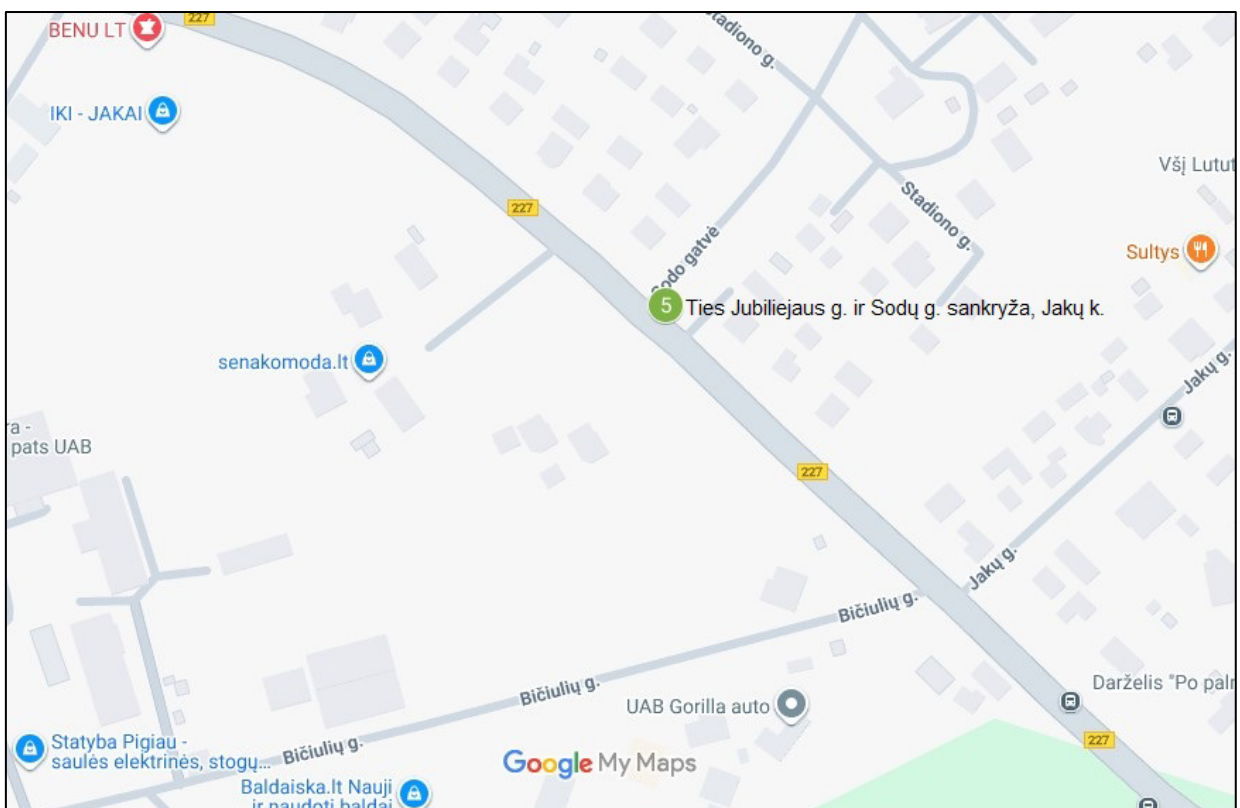 BENU LT
227
Stadiono g.
IKI - JAKAI
Všį Lutut
227
Stadiono g.
Sodo gatvė
Sultys
5 Ties Jubiliejaus g. ir Sodų g. sankryža, Jakų k.
senakomoda.lt
Jakų g.
a -
pats UAB
227
Jakų g.
Bičiulių g.
Bičiulių g.
Darželis "Po palm
UAB Gorilla auto
227
Statyba Pigiau -
saulės elektrinės, stogų...
Bičiulių g.
Google My Maps
Baldaiska.lt Nauji
ir naudoti baldai